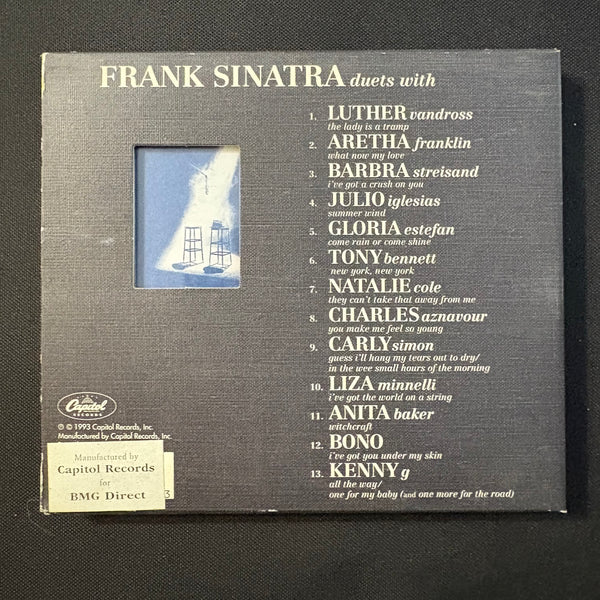 FRANK SINATRA duets with
1. LUTHER vandross
the lady is a tramp
2. ARETHA franklin
what now my love
3. BARBRA streisand
i've got a crush on you
4. JULIO iglesias
summer wind
5. GLORIA estefan
come rain or come shine
6. TONY bennett
new york, new york
7. NATALIE cole
they can't take that away from me
8. CHARLES aznavour
you make me feel so young
9. CARLY simon
guess i'll hang my tears out to dry/
in the wee small hours of the morning
10. LIZA minnelli
i've got the world on a string
11. ANITA baker
witchcraft
12. BONO
i've got you under my skin
13. KENNY g
all the way/
one for my baby (and one more for the road)
Capitol
RECORDS
℗ © 1993 Capitol Records, Inc.
Manufactured by Capitol Records, Inc.
Manufactured by
Capitol Records
for
BMG Direct
3